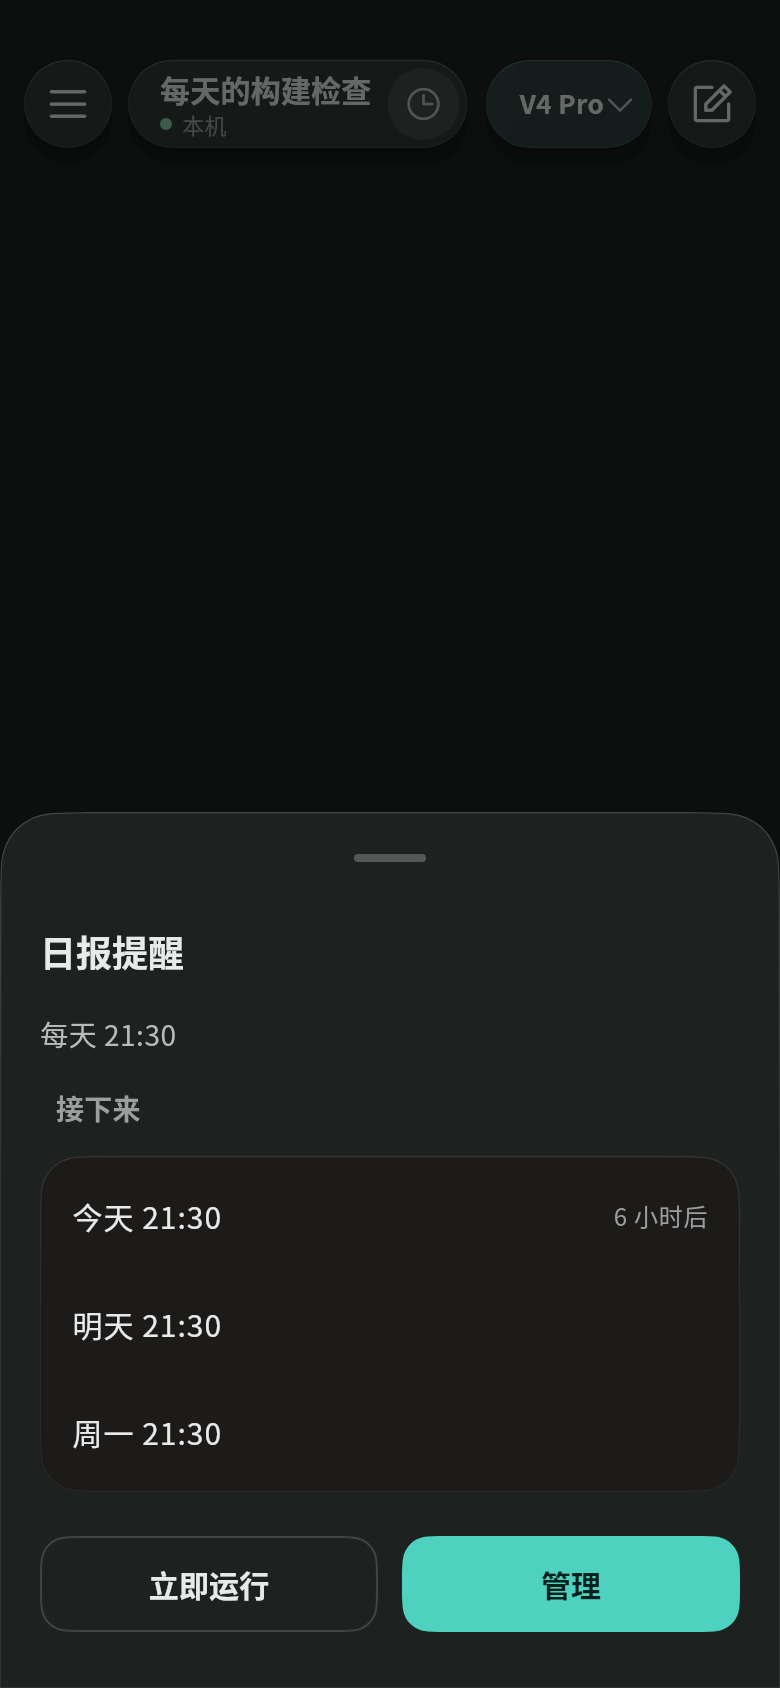 每天的构建检查
本机
V4 Pro
日报提醒
每天 21:30
接下来
今天 21:30
6 小时后
明天 21:30
周一 21:30
立即运行
管理